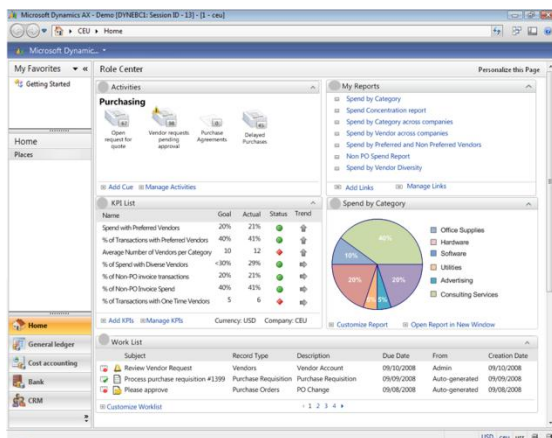 Microsoft Dynamics AX - Demo [DYNEBC1: Session ID - 13] - [1 - ceu]
CEU ▸ Home
Microsoft Dynamic...
My Favorites
Getting Started
Home
Places
Home
General ledger
Cost accounting
Bank
CRM
Role Center
Personalize this Page
Activities
Purchasing
Open request for quote
Vendor requests pending approval
Purchase Agreements
Delayed Purchases
Add Cue
Manage Activities
My Reports
Spend by Category
Spend Concentration report
Spend by Category across companies
Spend by Vendor across companies
Spend by Preferred and Non Preferred Vendors
Non PO Spend Report
Spend by Vendor Diversity
Add Links
Manage Links
KPI List
Name Goal Actual Status Trend
Spend with Preferred Vendors 20% 21%
% of Transactions with Preferred Vendors 40% 41%
Average Number of Vendors per Category 10 12
% of Spend with Diverse Vendors <30% 29%
% of Non-PO Invoice transactions 20% 21%
% of Non-PO Invoice Spend 40% 41%
% of Transactions with One Time Vendors 5 6
Add KPIs Manage KPIs Currency: USD Company: CEU
Spend by Category
10%
29%
29%
5%
Office Supplies
Hardware
Software
Utilities
Advertising
Consulting Services
Customize Report
Open Report in New Window
Work List
Subject Record Type Description Due Date From Creation Date
Review Vendor Request Vendors Vendor Account 09/10/2008 Admin 09/10/2008
Process purchase requisition #1399 Purchase Requisition Purchase Requisition 09/09/2008 Auto-generated 09/09/2008
Please approve Purchase Orders PO Change 09/08/2008 Auto-generated 09/08/2008
Customize Worklist
1 2 3 4
USD ceu usr